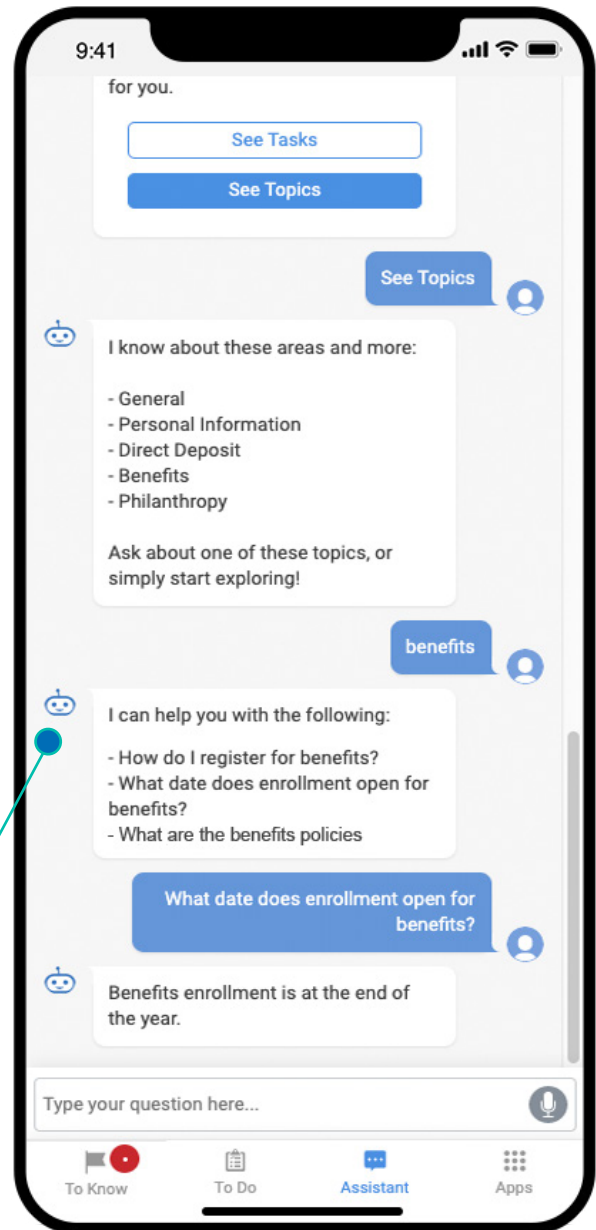 9:41
for you.
See Tasks
See Topics
See Topics
I know about these areas and more:
- General
- Personal Information
- Direct Deposit
- Benefits
- Philanthropy
Ask about one of these topics, or
simply start exploring!
benefits
I can help you with the following:
- How do I register for benefits?
- What date does enrollment open for
benefits?
- What are the benefits policies
What date does enrollment open for
benefits?
Benefits enrollment is at the end of
the year.
Type your question here...
To Know
To Do
Assistant
Apps